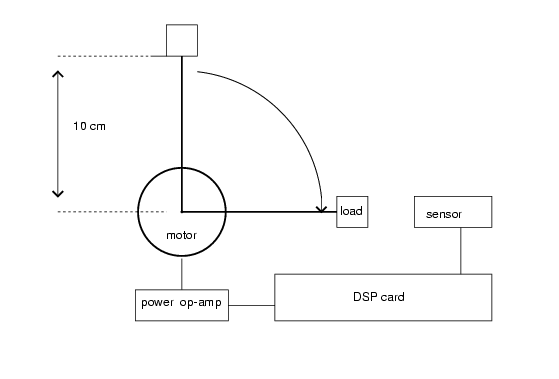 10 cm
load
sensor
motor
power op-amp
DSP card